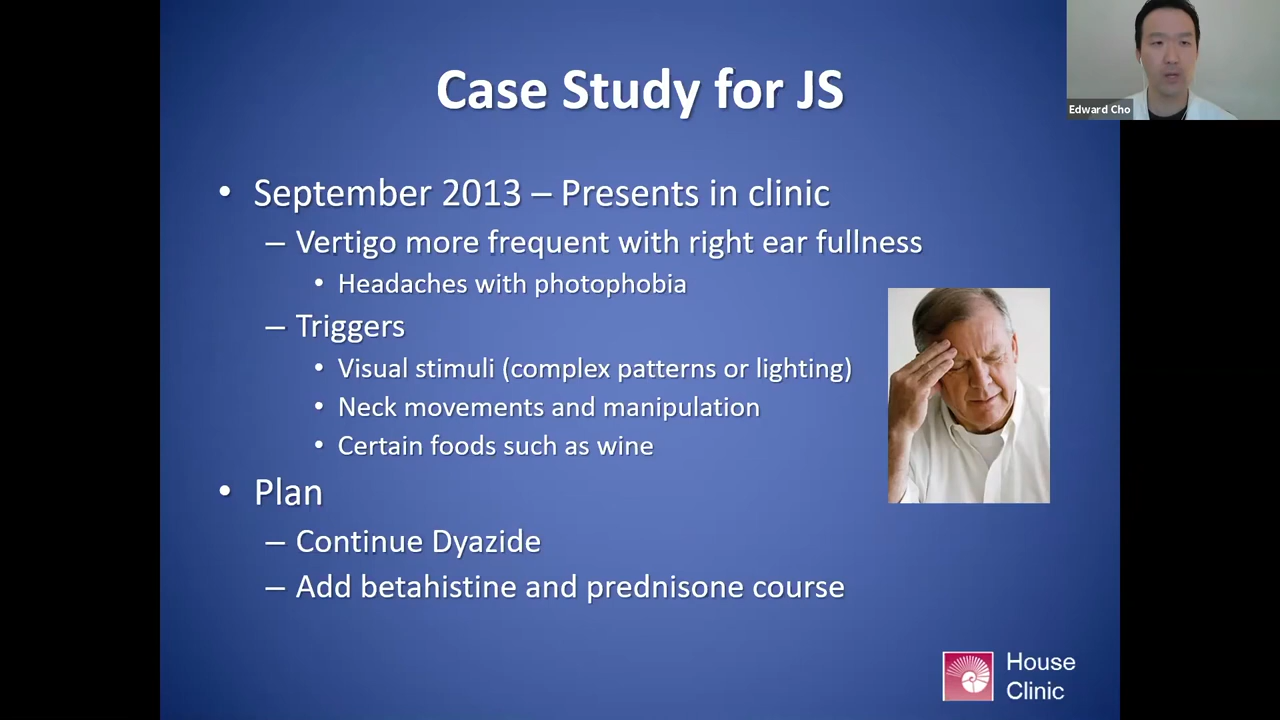 Case Study for JS
Edward Cho
• September 2013 – Presents in clinic
– Vertigo more frequent with right ear fullness
• Headaches with photophobia
– Triggers
• Visual stimuli (complex patterns or lighting)
• Neck movements and manipulation
• Certain foods such as wine
• Plan
– Continue Dyazide
– Add betahistine and prednisone course
House
Clinic